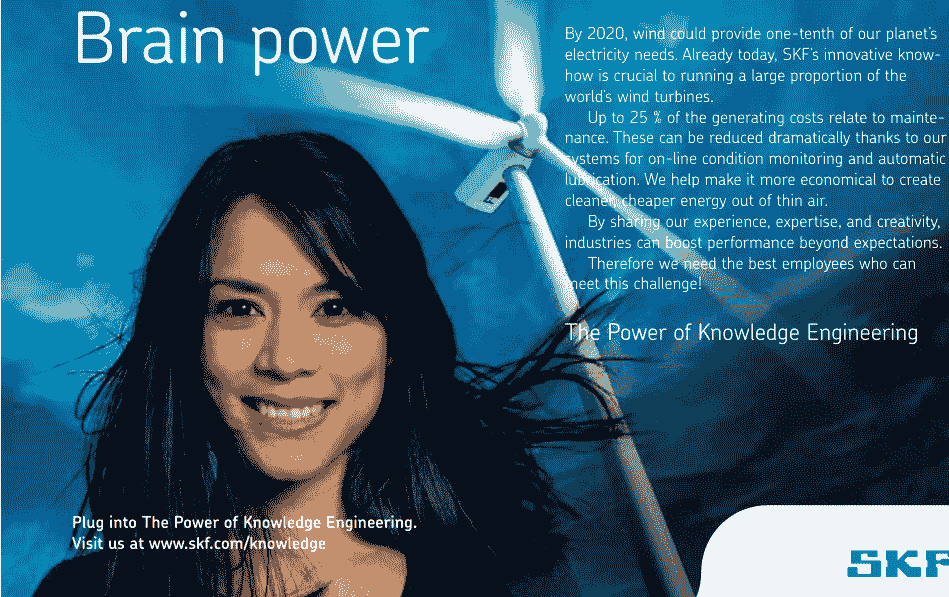 Brain power
By 2020, wind could provide one-tenth of our planet's
electricity needs. Already today, SKF's innovative know-
how is crucial to running a large proportion of the
world's wind turbines.
Up to 25 % of the generating costs relate to mainte-
nance. These can be reduced dramatically thanks to our
systems for on-line condition monitoring and automatic
lubrication. We help make it more economical to create
cleaner, cheaper energy out of thin air.
By sharing our experience, expertise, and creativity,
industries can boost performance beyond expectations.
Therefore we need the best employees who can
meet this challenge!
The Power of Knowledge Engineering
Plug into The Power of Knowledge Engineering.
Visit us at www.skf.com/knowledge
SKF